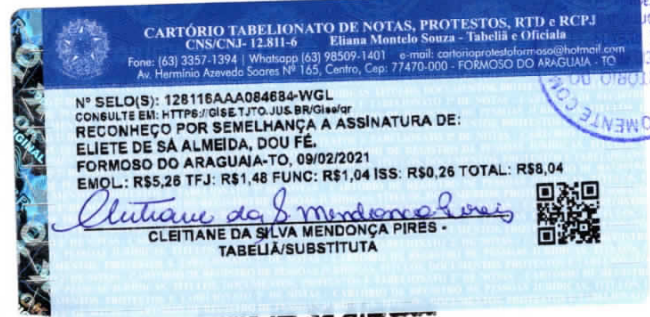 CARTÓRIO TABELIONATO DE NOTAS, PROTESTOS, RTD e RCPJ
CNS/CNJ- 12.811-6 Eliana Montelo Souza - Tabeliã e Oficiala
Fone: (63) 3357-1394 | Whatsapp (63) 98509-1401 e-mail: cartorioprotestoformoso@hotmail.com
Av. Hermínio Azevedo Soares Nº 165, Centro, Cep: 77470-000 - FORMOSO DO ARAGUAIA - TO
Nº SELO(S): 128116AAA084684-WGL
CONSULTE EM: HTTPS://GISE.TJTO.JUS.BR/Gise/qr
RECONHEÇO POR SEMELHANÇA A ASSINATURA DE:
ELIETE DE SÁ ALMEIDA, DOU FÉ.
FORMOSO DO ARAGUAIA-TO, 09/02/2021
EMOL: R$5,26 TFJ: R$1,48 FUNC: R$1,04 ISS: R$0,26 TOTAL: R$8,04
Cleitiane da S Mendonça Pires
CLEITIANE DA SILVA MENDONÇA PIRES -
TABELIÃ/SUBSTITUTA